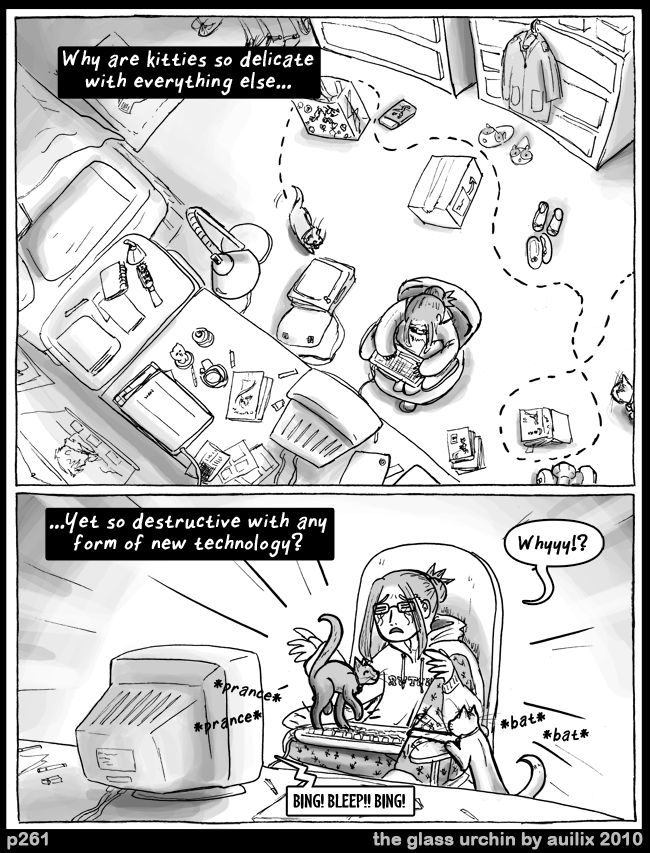 Why are kitties so delicate
with everything else...
...Yet so destructive with any
form of new technology?
Whyyy!?
*prance*
*prance*
*bat*
*bat*
BING! BLEEP!! BING!
p261
the glass urchin by auilix 2010